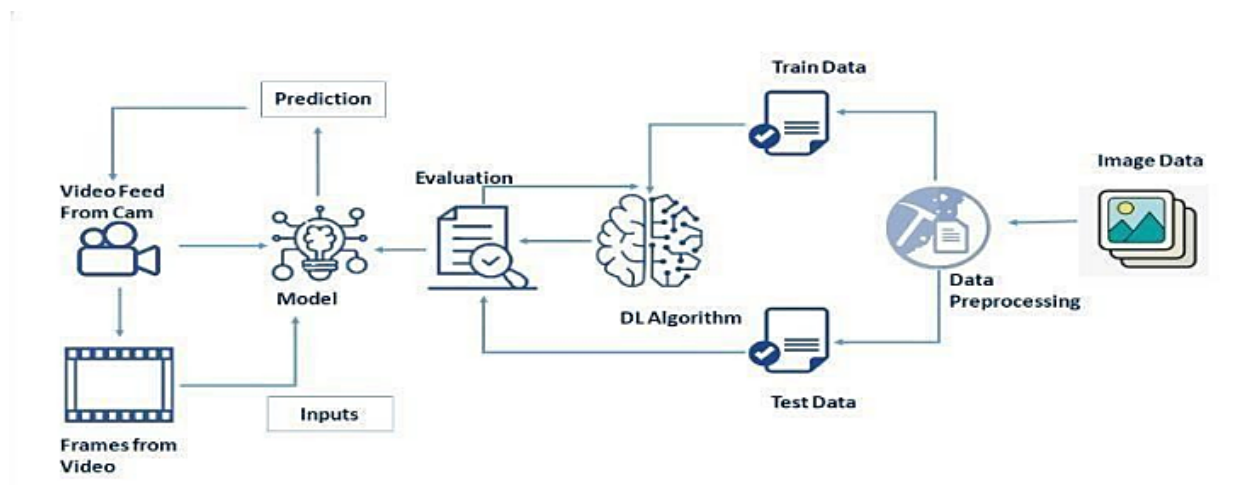 Train Data
Prediction
Image Data
Evaluation
Video Feed
From Cam
Model
Data
Preprocessing
DL Algorithm
Test Data
Inputs
Frames from
Video